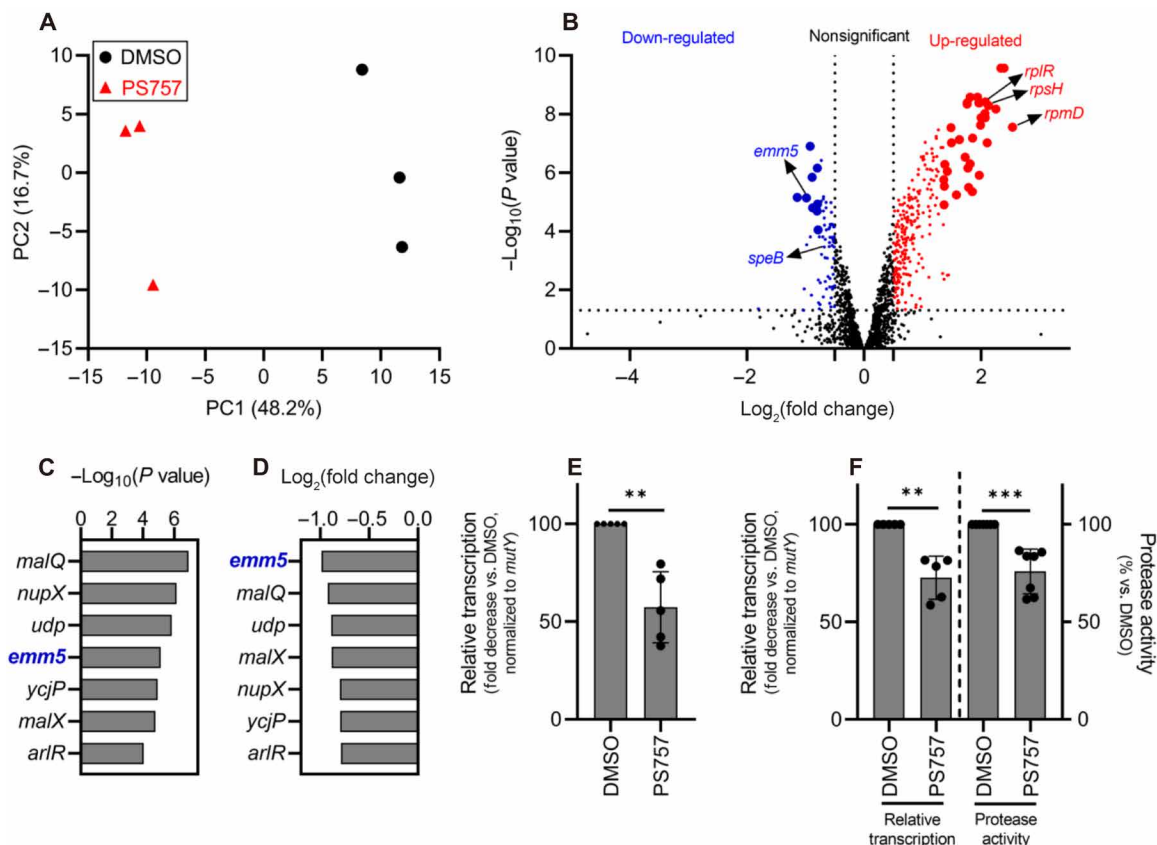 A
DMSO
PS757
10
5
0
−5
−10
−15
PC2 (16.7%)
−15
−10
−5
0
5
10
15
PC1 (48.2%)
B
Down-regulated
Nonsignificant
Up-regulated
rplR
rpsH
rpmD
emm5
speB
10
8
6
4
2
0
−Log10(P value)
−4
−2
0
2
Log2(fold change)
C
−Log10(P value)
0 2 4 6
malQ
nupX
udp
emm5
ycjP
malX
arlR
D
Log2(fold change)
−1.0 −0.5 0.0
emm5
malQ
udp
malX
nupX
ycjP
arlR
E
Relative transcription
(fold decrease vs. DMSO,
normalized to mutY)
100
50
0
**
DMSO
PS757
F
Relative transcription
(fold decrease vs. DMSO,
normalized to mutY)
100
50
0
**
***
100
50
0
Protease activity
(% vs. DMSO)
DMSO
PS757
DMSO
PS757
Relative
transcription
Protease
activity